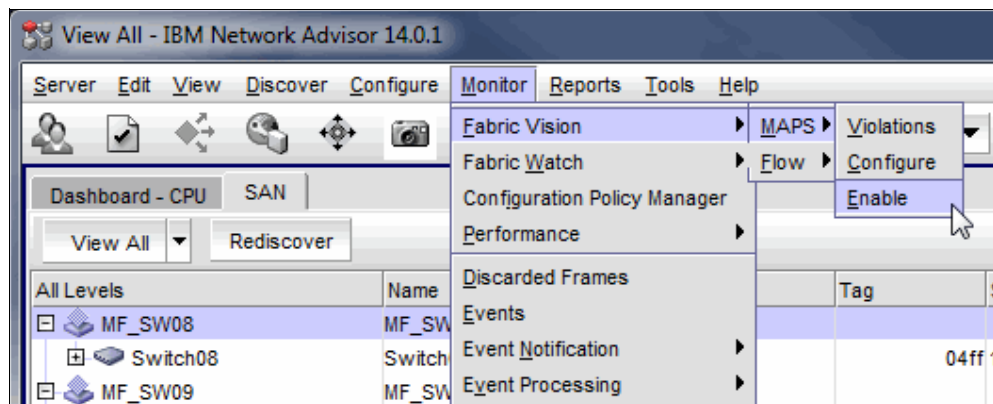 View All - IBM Network Advisor 14.0.1
Server Edit View Discover Configure Monitor Reports Tools Help
Fabric Vision MAPS Violations
Fabric Watch Flow Configure
Dashboard - CPU SAN Configuration Policy Manager Enable
View All Rediscover Performance
All Levels Name Discarded Frames Tag
MF_SW08 MF_SW Events
Switch08 Switch Event Notification 04ff
MF_SW09 MF_SW Event Processing